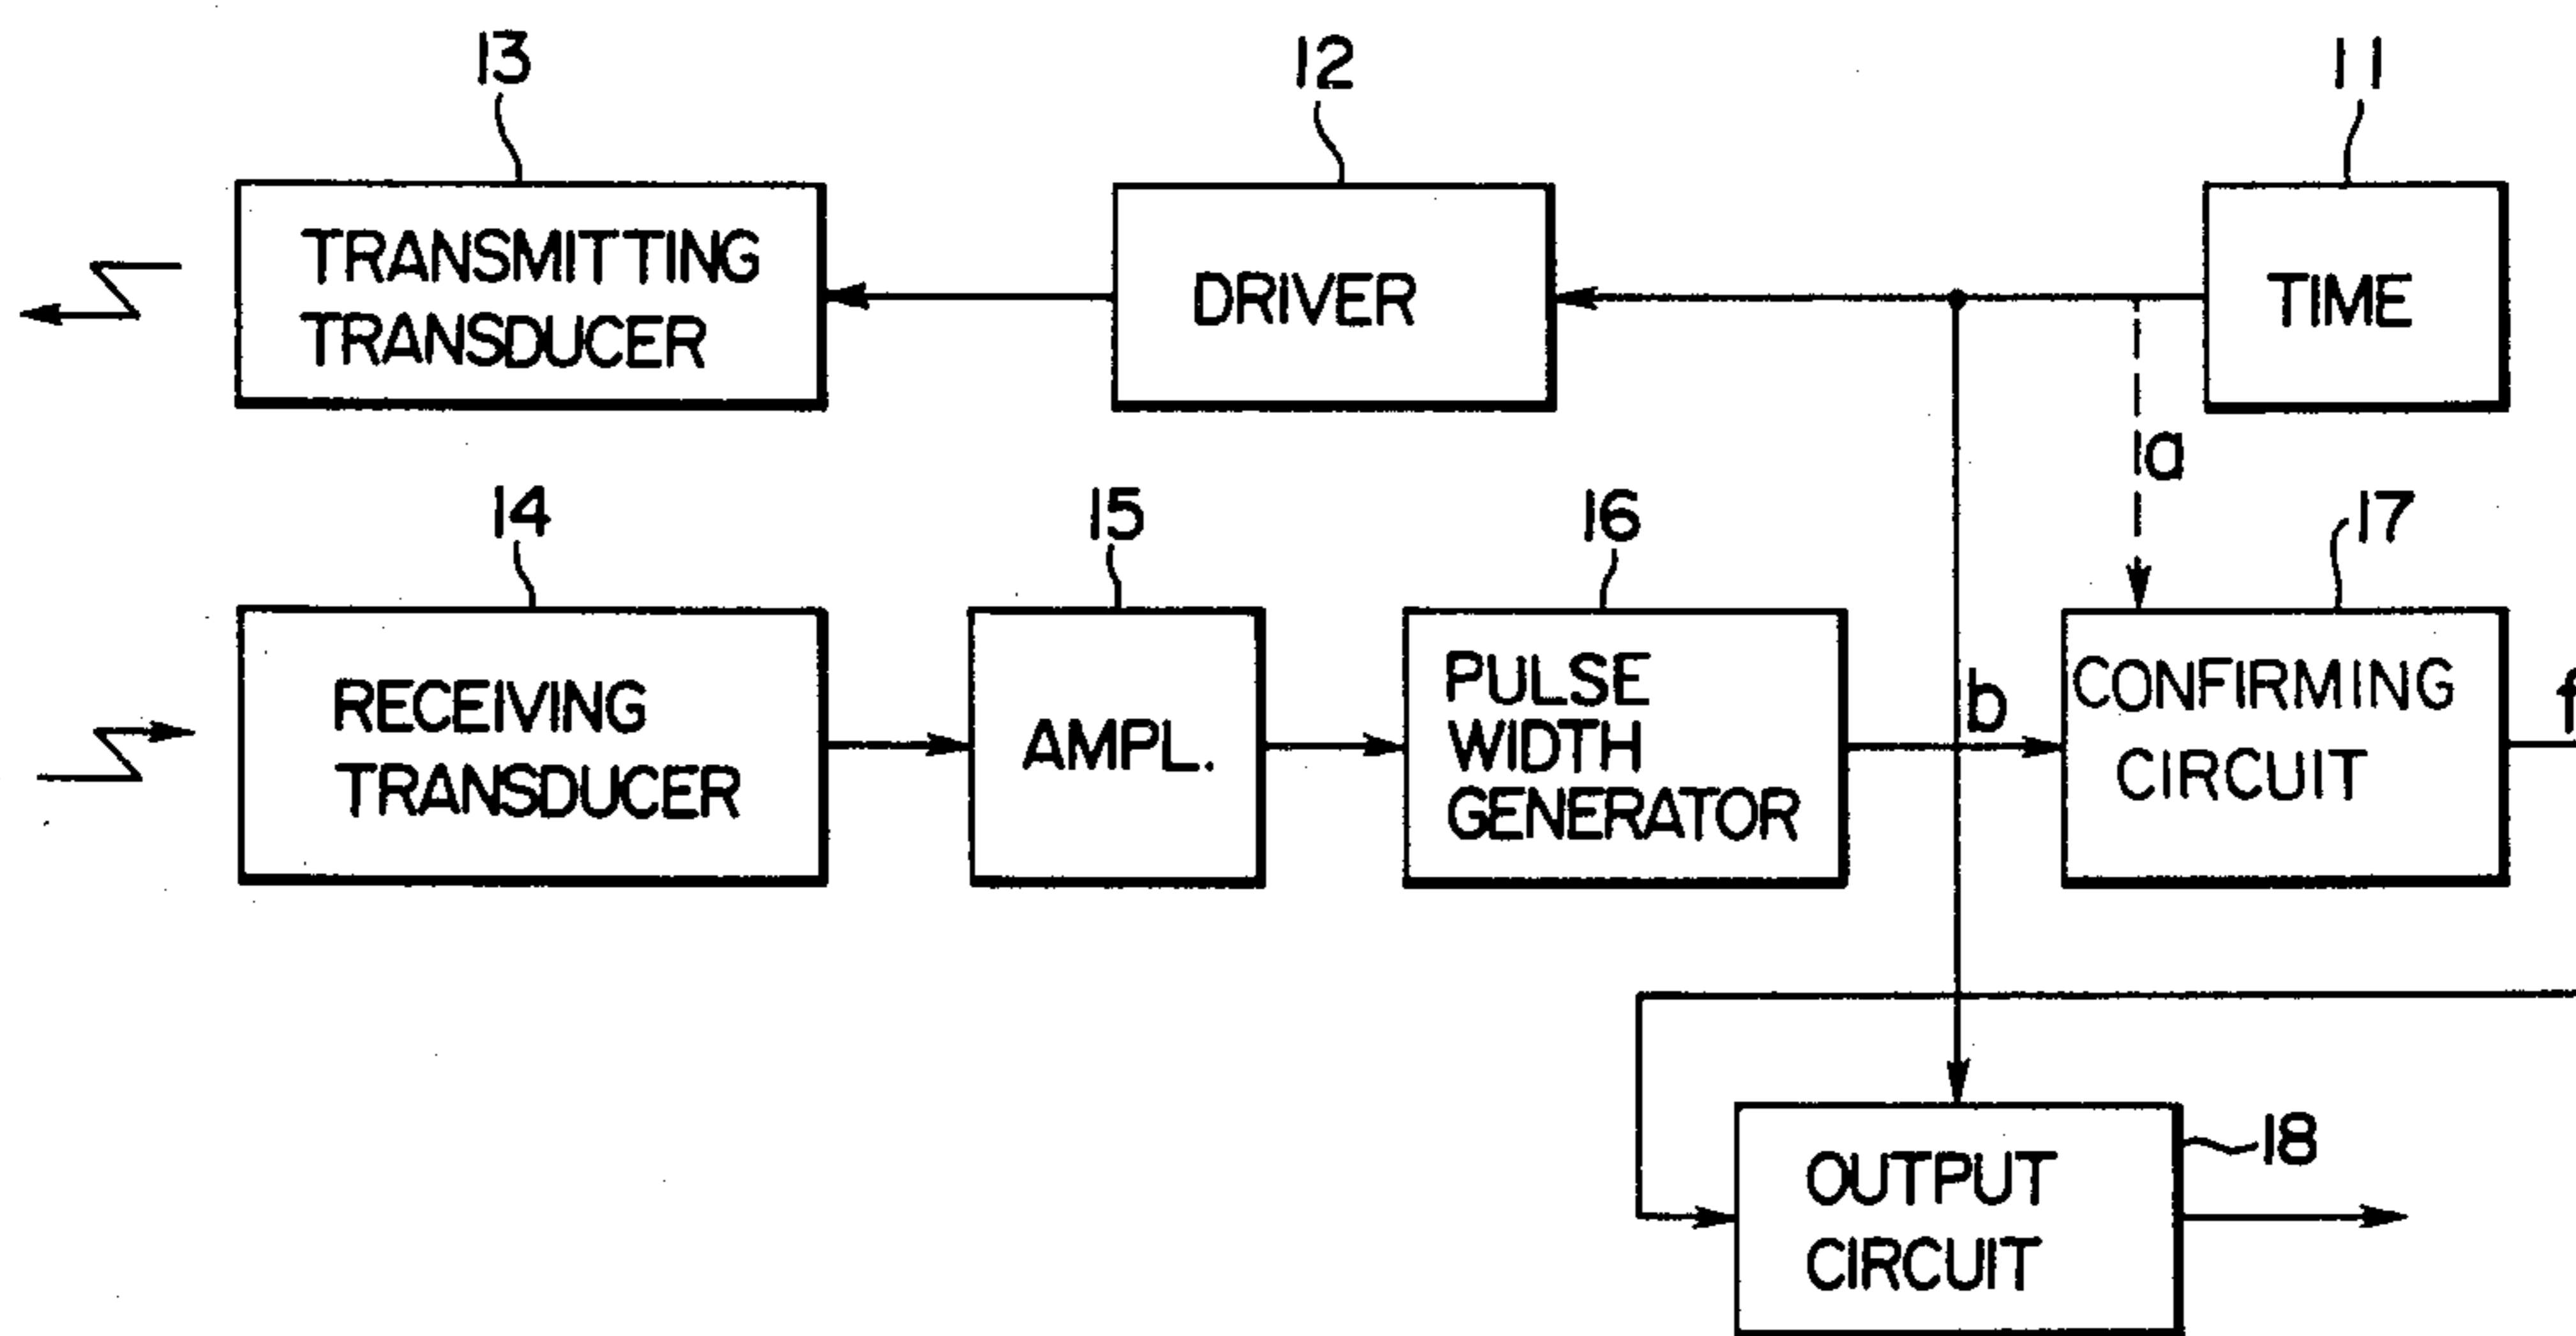 13
12
11
TRANSMITTING
TRANSDUCER
DRIVER
TIME
a
14
15
16
17
RECEIVING
TRANSDUCER
AMPL.
PULSE
WIDTH
GENERATOR
b
CONFIRMING
CIRCUIT
f
OUTPUT
CIRCUIT
18